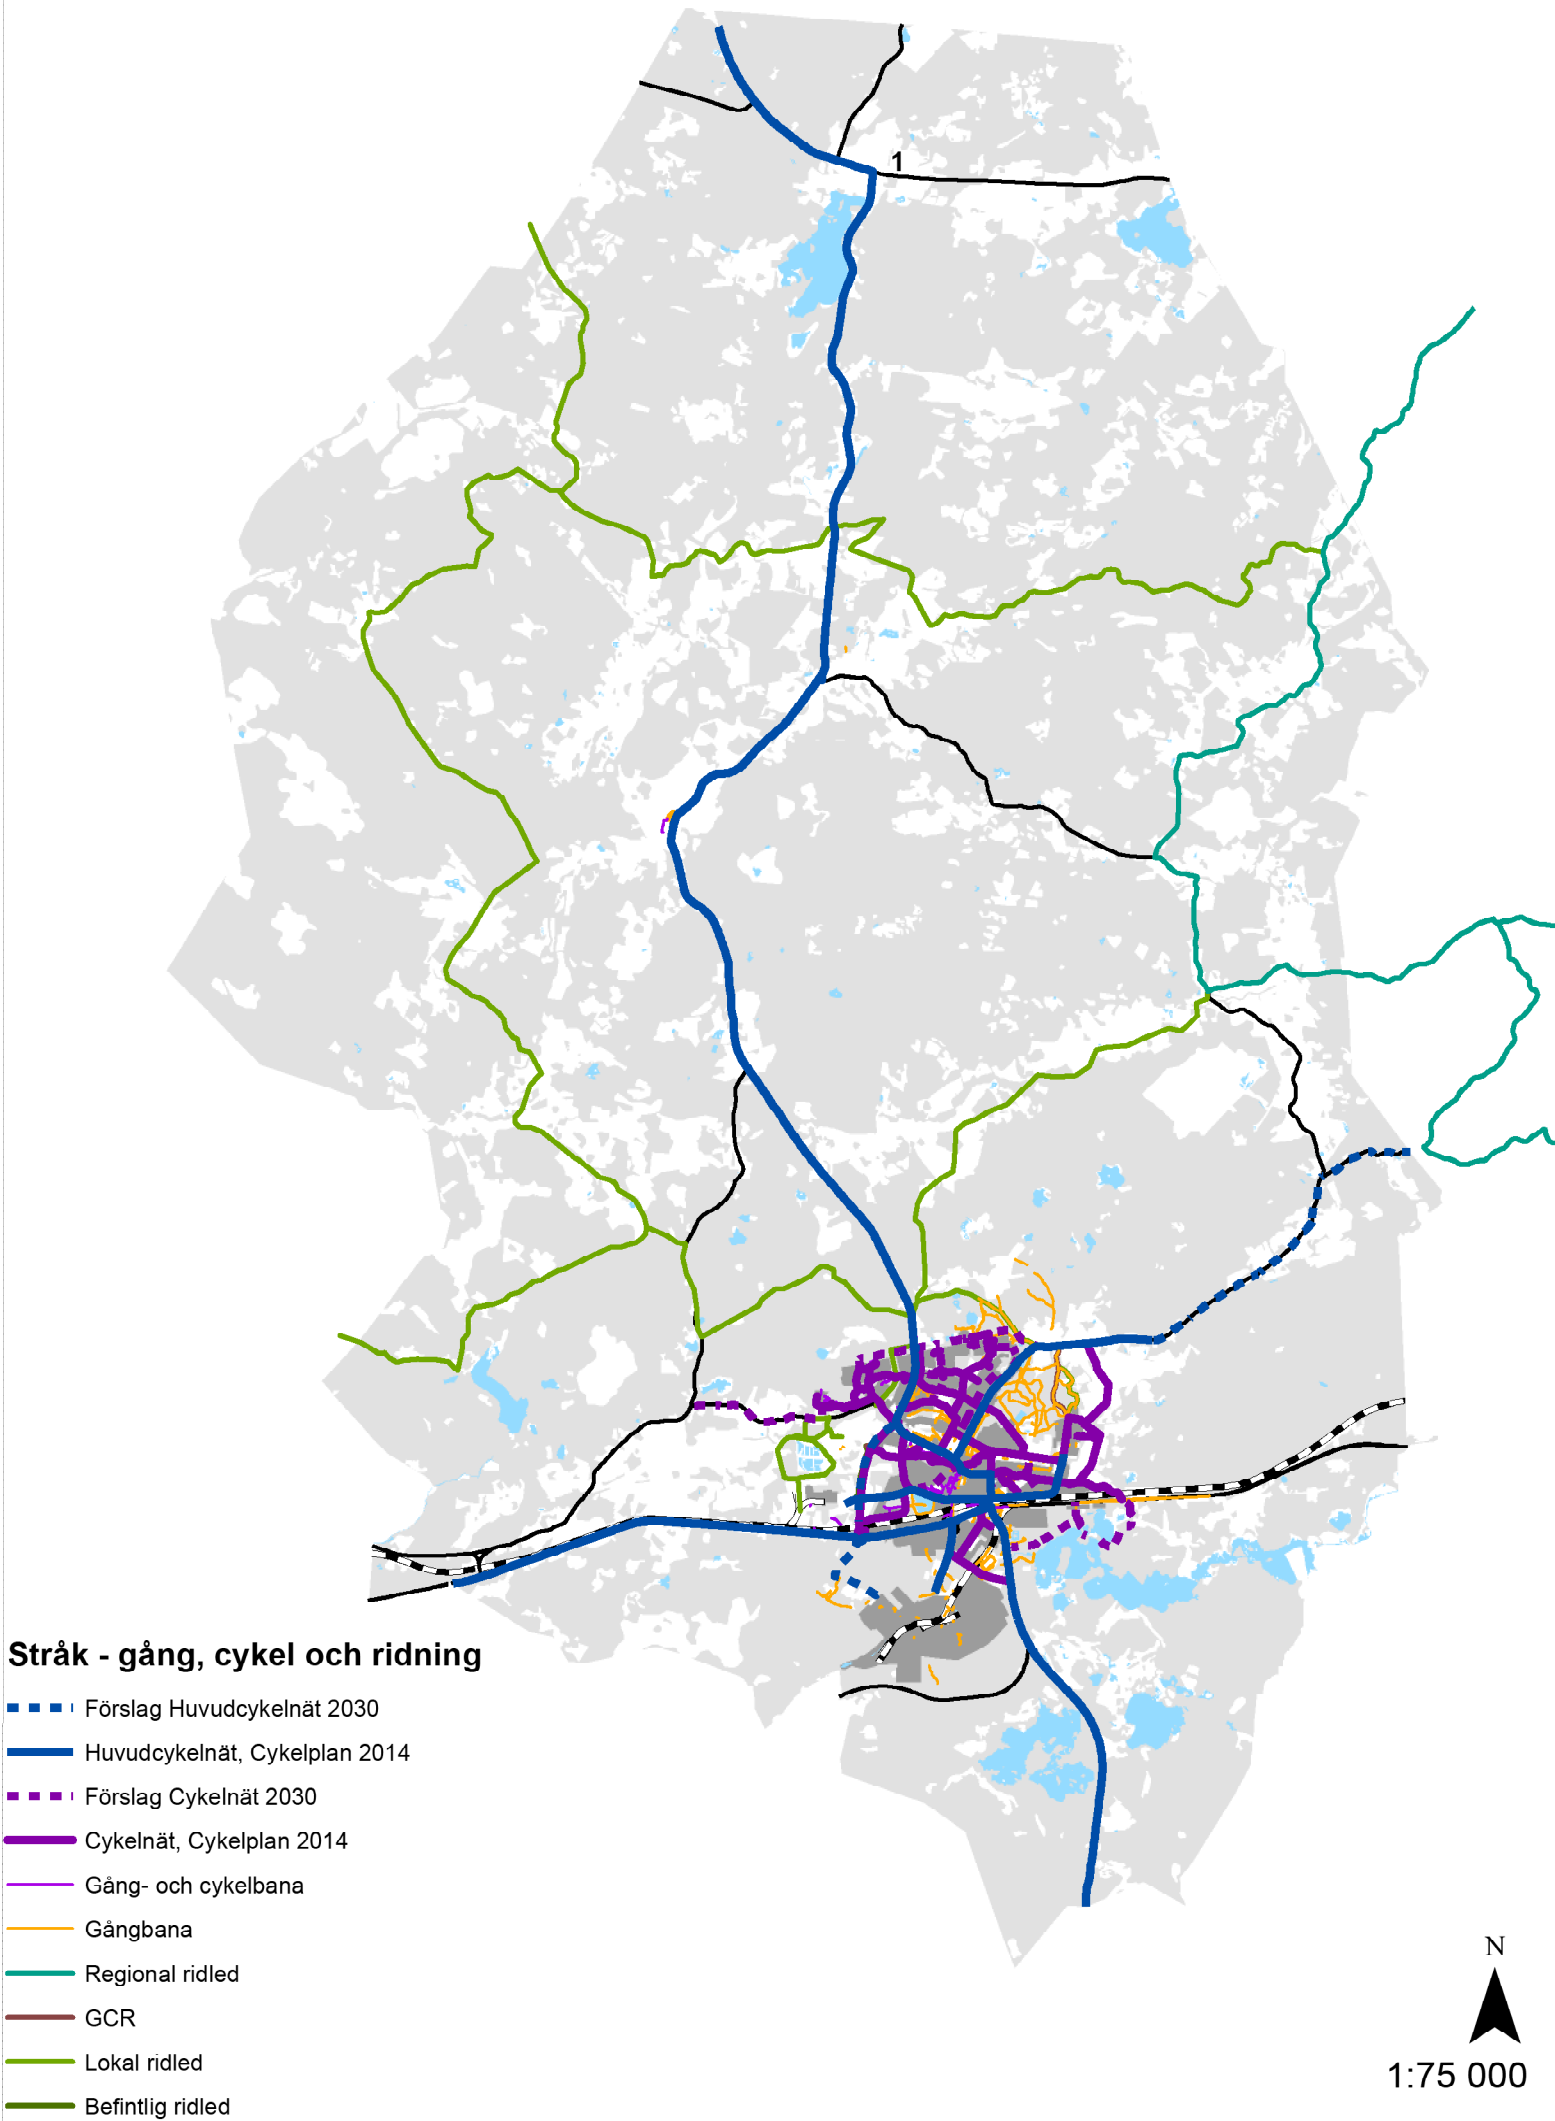 1
Stråk - gång, cykel och ridning
Förslag Huvudcykelnät 2030
Huvudcykelnät, Cykelplan 2014
Förslag Cykelnät 2030
Cykelnät, Cykelplan 2014
Gång- och cykelbana
Gångbana
Regional ridled
GCR
Lokal ridled
Befintlig ridled
N
1:75 000